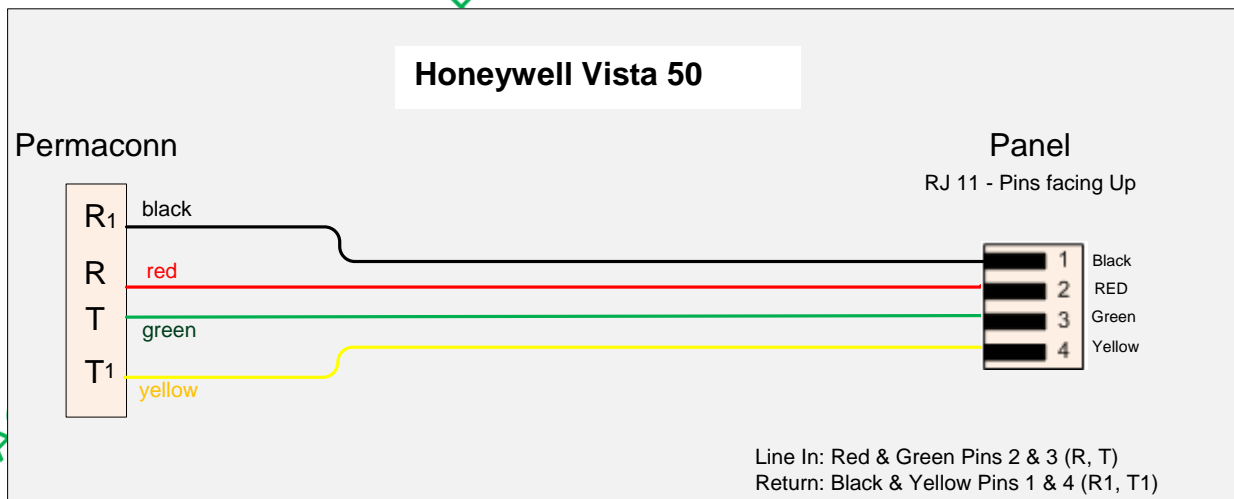 Honeywell Vista 50
Permaconn
Panel
RJ 11 - Pins facing Up
R1 black
R red
T green
T1 yellow
1 Black
2 RED
3 Green
4 Yellow
Line In: Red & Green Pins 2 & 3 (R, T)
Return: Black & Yellow Pins 1 & 4 (R1, T1)